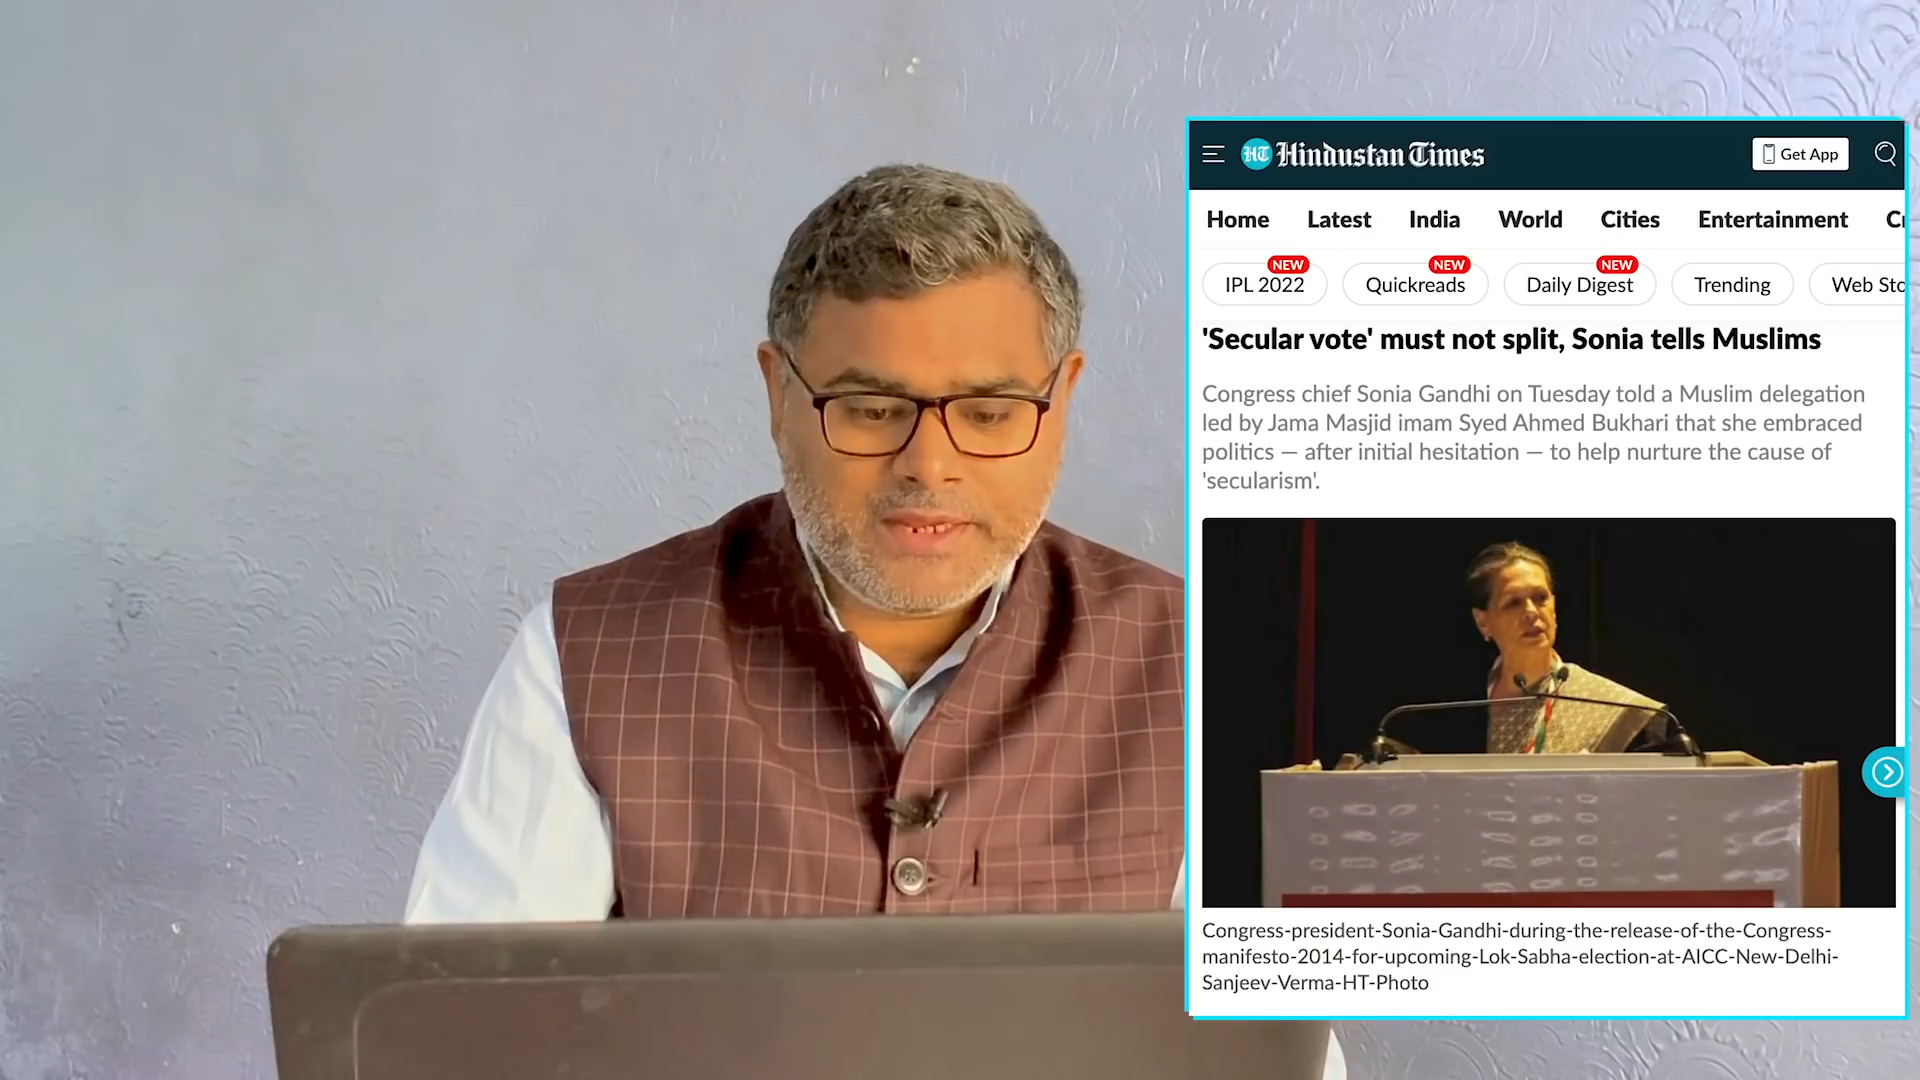 HT Hindustan Times
Get App
Home Latest India World Cities Entertainment
NEW NEW NEW
IPL 2022 Quickreads Daily Digest Trending Web Sto
'Secular vote' must not split, Sonia tells Muslims
Congress chief Sonia Gandhi on Tuesday told a Muslim delegation
led by Jama Masjid imam Syed Ahmed Bukhari that she embraced
politics — after initial hesitation — to help nurture the cause of
'secularism'.
Congress-president-Sonia-Gandhi-during-the-release-of-the-Congress-
manifesto-2014-for-upcoming-Lok-Sabha-election-at-AICC-New-Delhi-
Sanjeev-Verma-HT-Photo